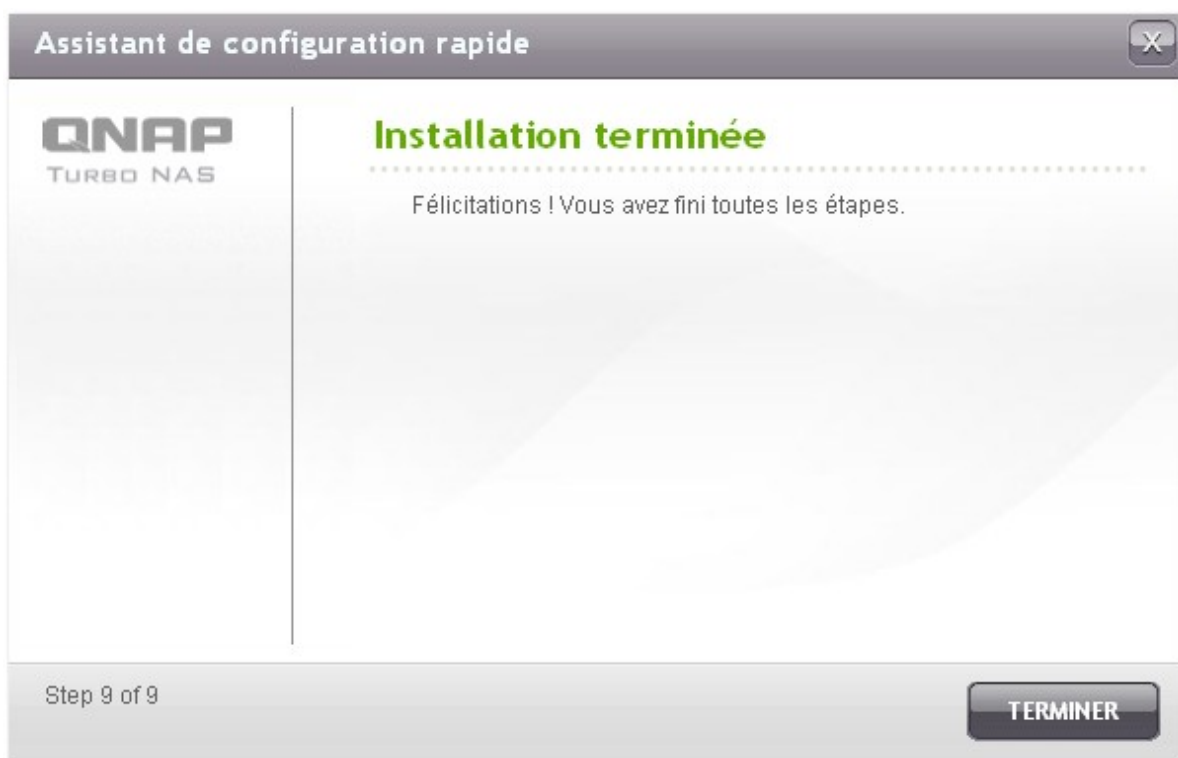 Assistant de configuration rapide
X
QNAP
TURBO NAS
Installation terminée
Félicitations ! Vous avez fini toutes les étapes.
Step 9 of 9
TERMINER